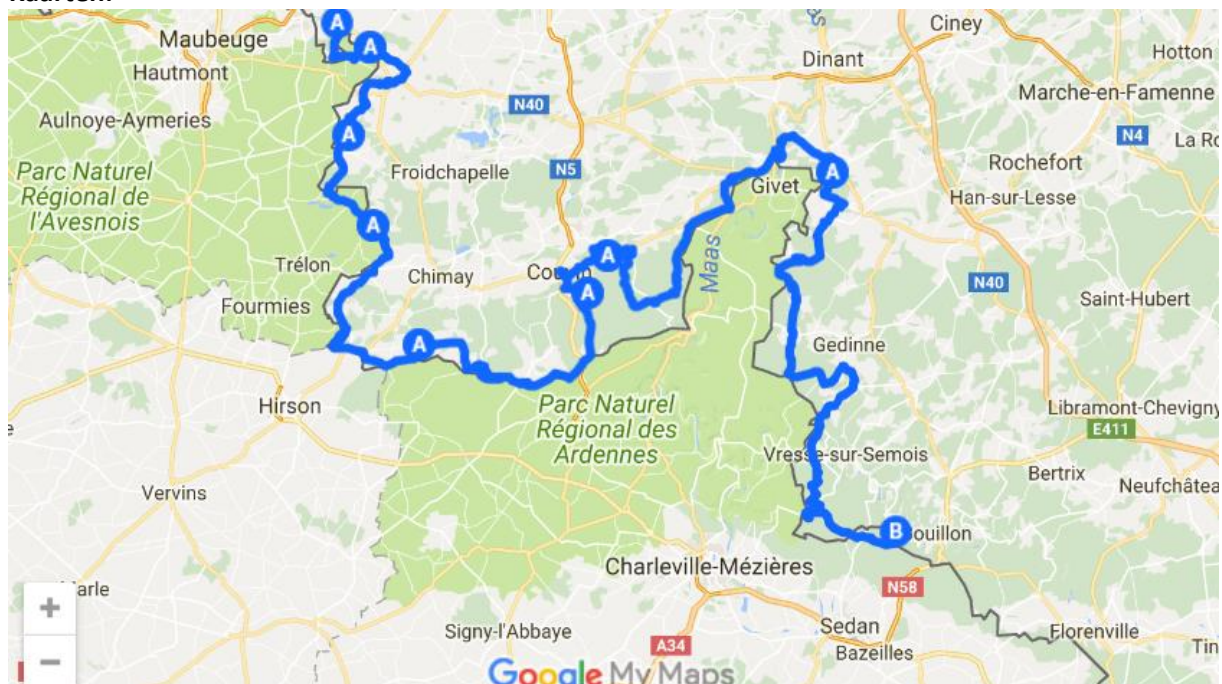 A
Ciney
Maubeuge
A
Dinant
Hotton
Hautmont
Marche-en-Famenne
N40
Aulnoye-Aymeries
A
N4
Parc Naturel
Régional de
l'Avesnois
Froidchapelle
N5
Rochefort
Givet
A
Han-sur-Lesse
A
Maas
Trélon
Chimay
A
N40
Saint-Hubert
Fourmies
A
A
Gedinne
Hirson
Parc Naturel
Régional des
Ardennes
Libramont-Chevigny
E411
Vresse-sur-Semois
Bertrix
Vervins
B
Charleville-Mézières
N58
+
Signy-l'Abbaye
Sedan
Florenville
A34
Bazeilles
−
Google My Maps